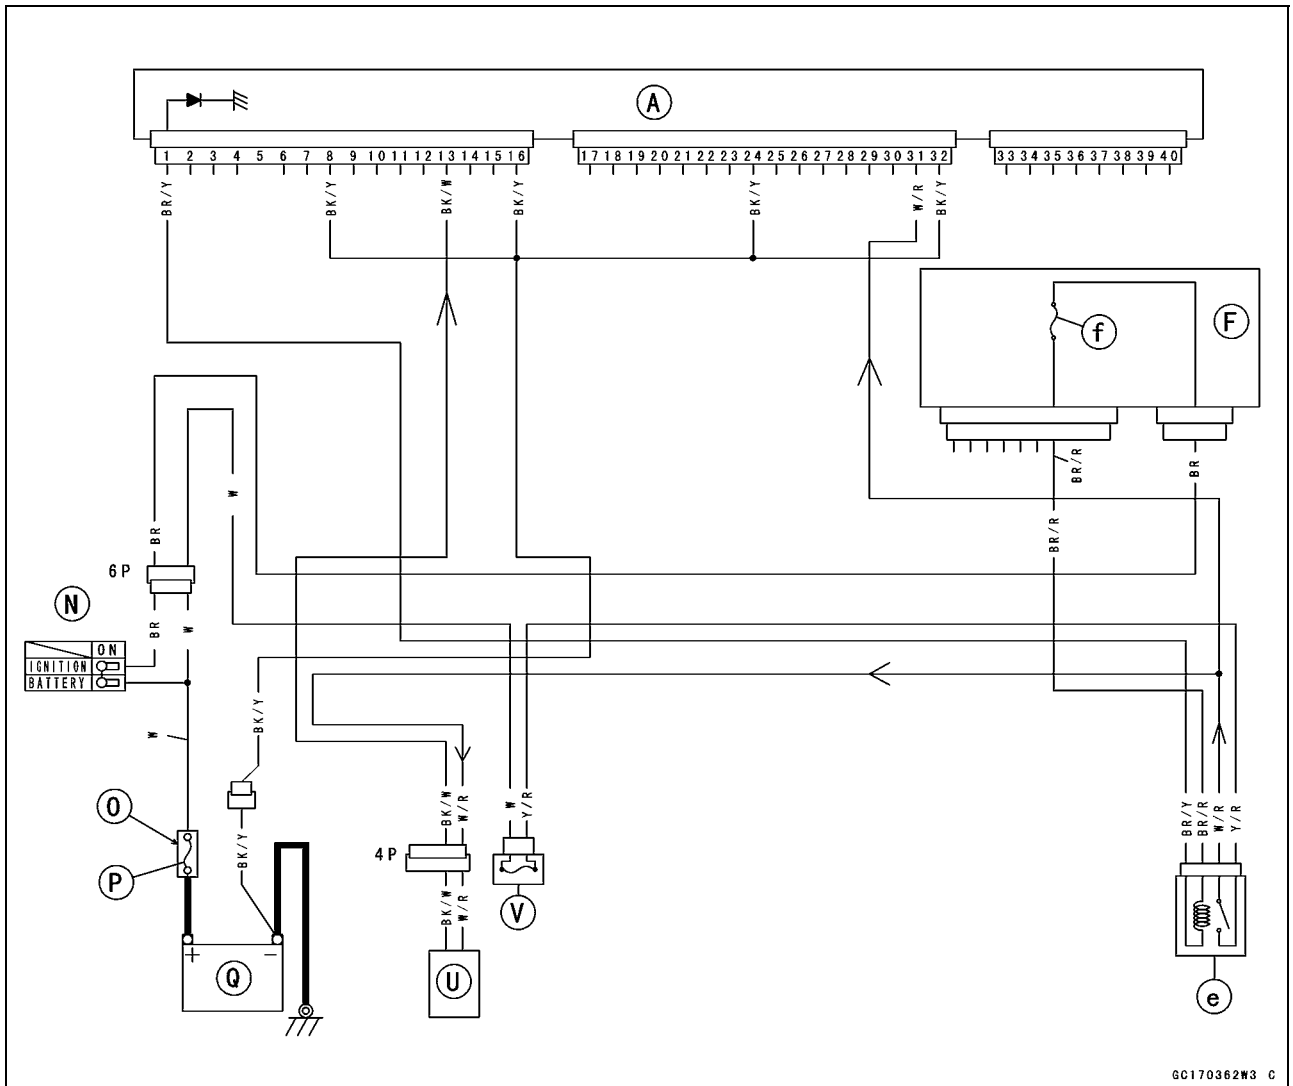 A
1 2 3 4 5 6 7 8 9 10 11 12 13 14 15 16
17 18 19 20 21 22 23 24 25 26 27 28 29 30 31 32
33 34 35 36 37 38 39 40
BR/Y
BK/Y
BK/W
BK/Y
BK/Y
W/R
BK/Y
F
f
BR/R
BR
W
BR
BR/R
6P
N
BR
W
ON
IGNITION
BATTERY
BK/Y
W
O
P
BK/Y
BK/W
W/R
W
Y/R
BR/Y
BR/R
W/R
Y/R
4P
BK/W
W/R
V
+
−
Q
U
e
GC170362W3 C